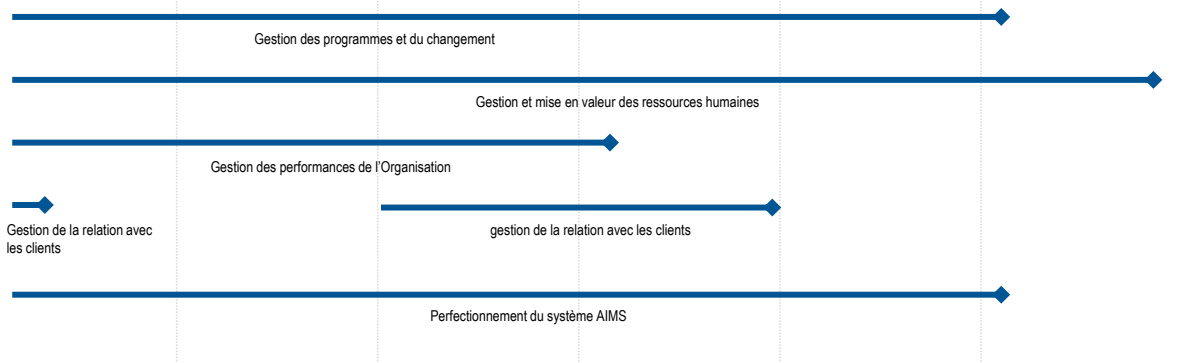 Gestion des programmes et du changement
Gestion et mise en valeur des ressources humaines
Gestion des performances de l'Organisation
Gestion de la relation avec
les clients
gestion de la relation avec les clients
Perfectionnement du système AIMS